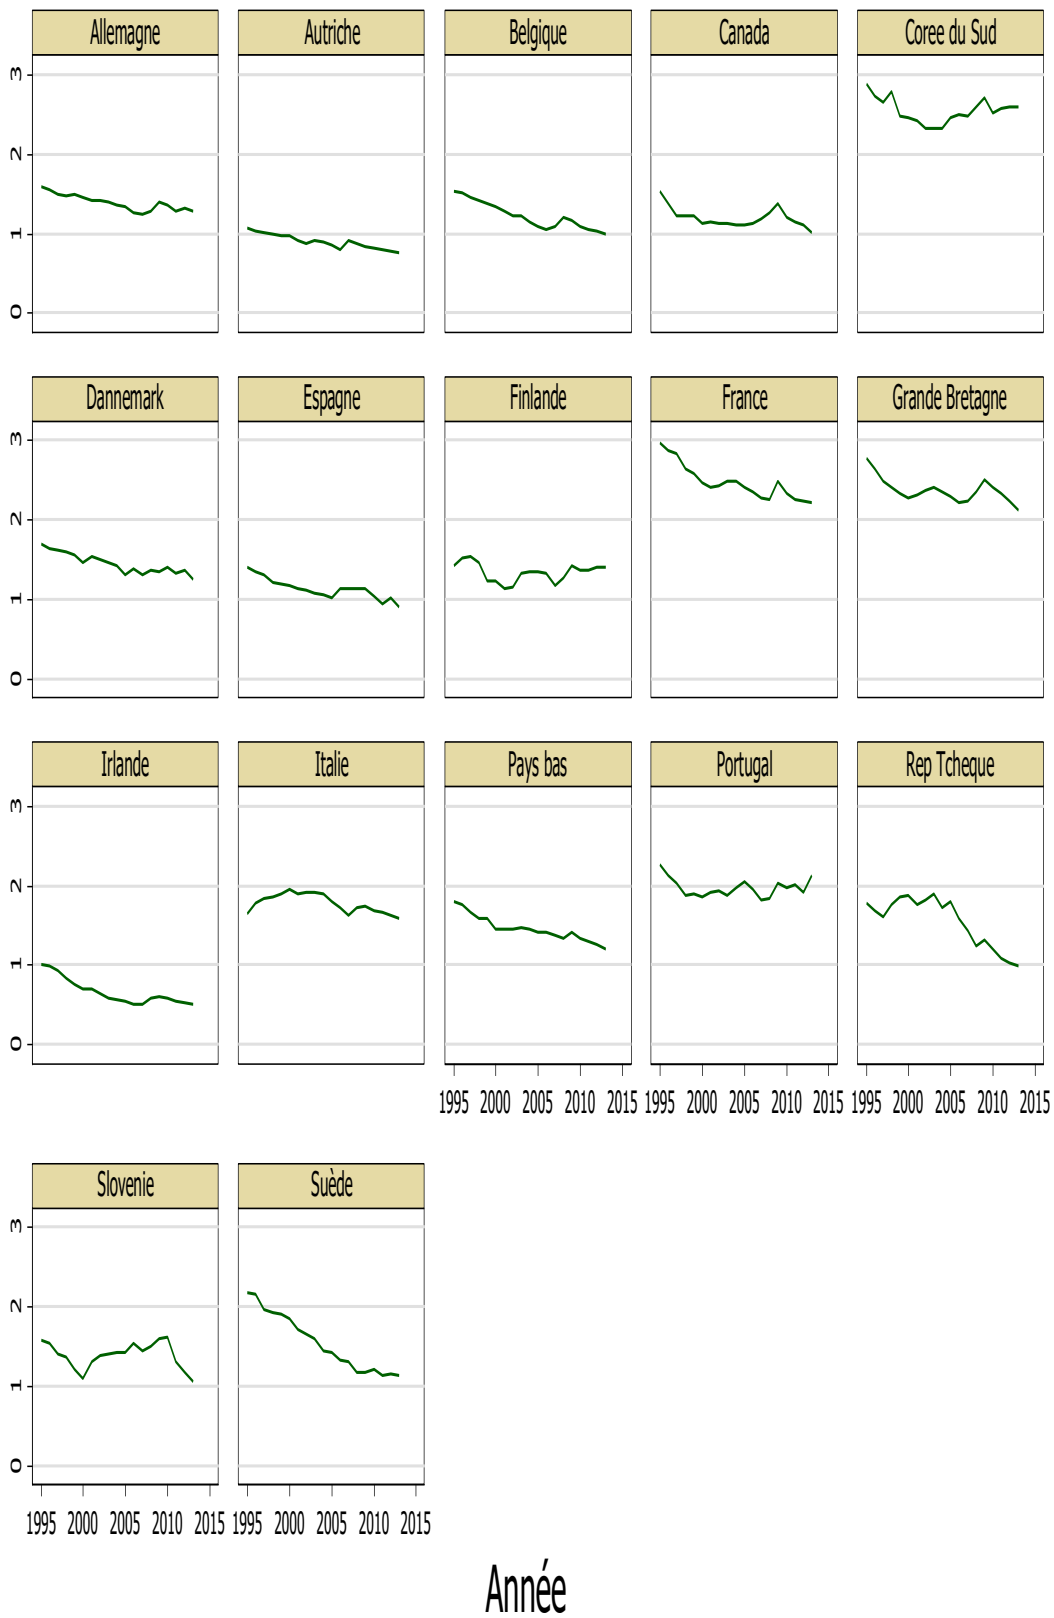 Allemagne Autriche Belgique Canada Coree du Sud
3
2
1
0
Dannemark Espagne Finlande France Grande Bretagne
3
2
1
0
Irlande Italie Pays bas Portugal Rep Tcheque
3
2
1
0
1995 2000 2005 2010 2015 1995 2000 2005 2010 2015 1995 2000 2005 2010 2015
Slovenie Suède
3
2
1
0
1995 2000 2005 2010 2015 1995 2000 2005 2010 2015
Année